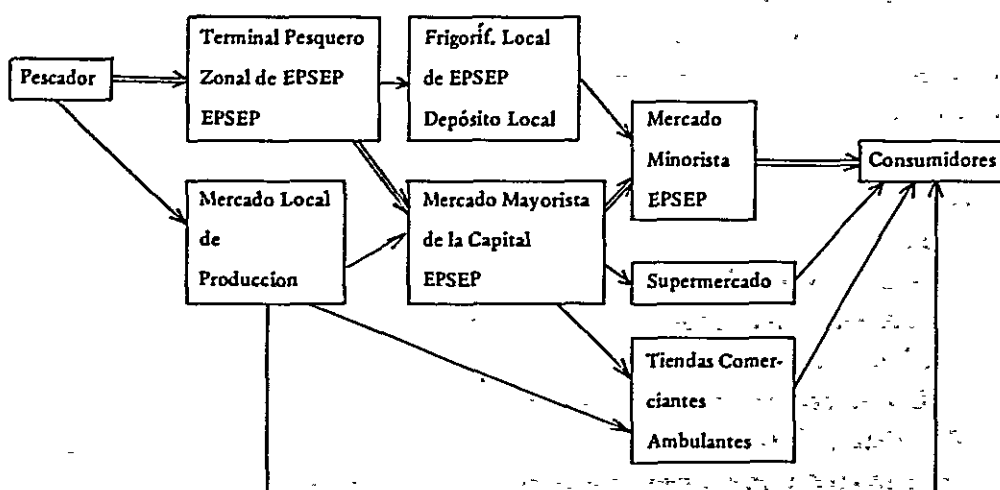 Pescador
Terminal Pesquero
Zonal de EPSEP
EPSEP
Frigoríf. Local
de EPSEP
Depósito Local
Mercado
Minorista
EPSEP
Consumidores
Mercado Local
de
Produccion
Mercado Mayorista
de la Capital
EPSEP
Supermercado
Tiendas Comer-
ciantes
Ambulantes